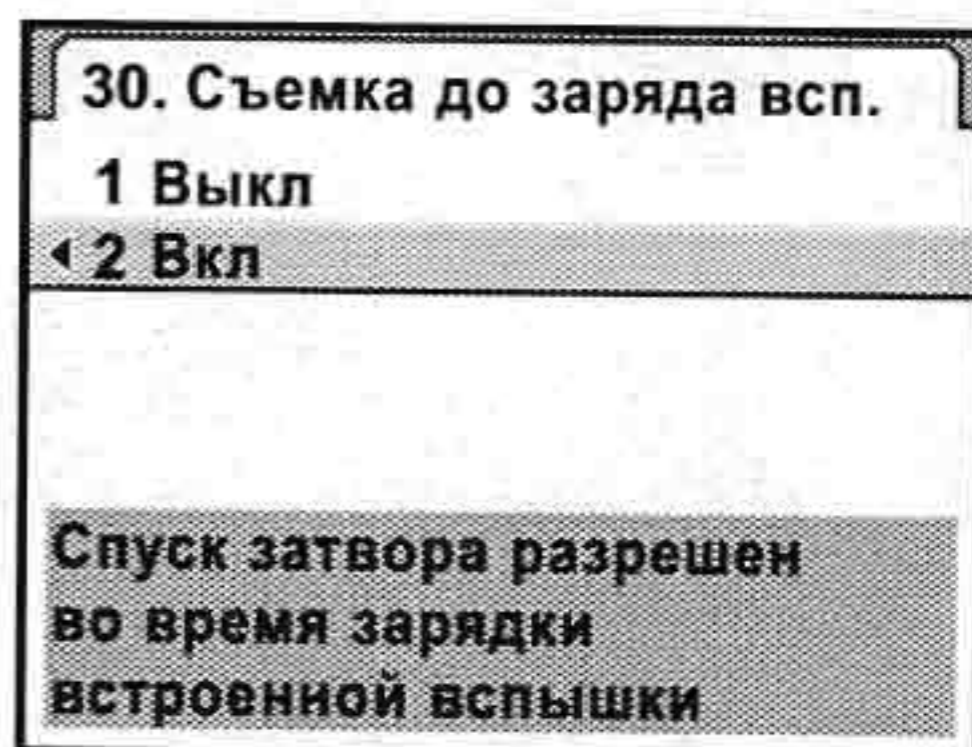 30. Съемка до заряда всп.
1 Выкл
2 Вкл
Спуск затвора разрешен
во время зарядки
встроенной вспышки